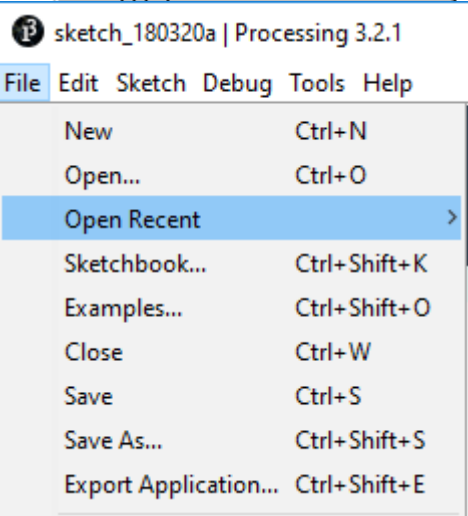 sketch_180320a | Processing 3.2.1
File Edit Sketch Debug Tools Help
New Ctrl+N
Open... Ctrl+O
Open Recent >
Sketchbook... Ctrl+Shift+K
Examples... Ctrl+Shift+O
Close Ctrl+W
Save Ctrl+S
Save As... Ctrl+Shift+S
Export Application... Ctrl+Shift+E